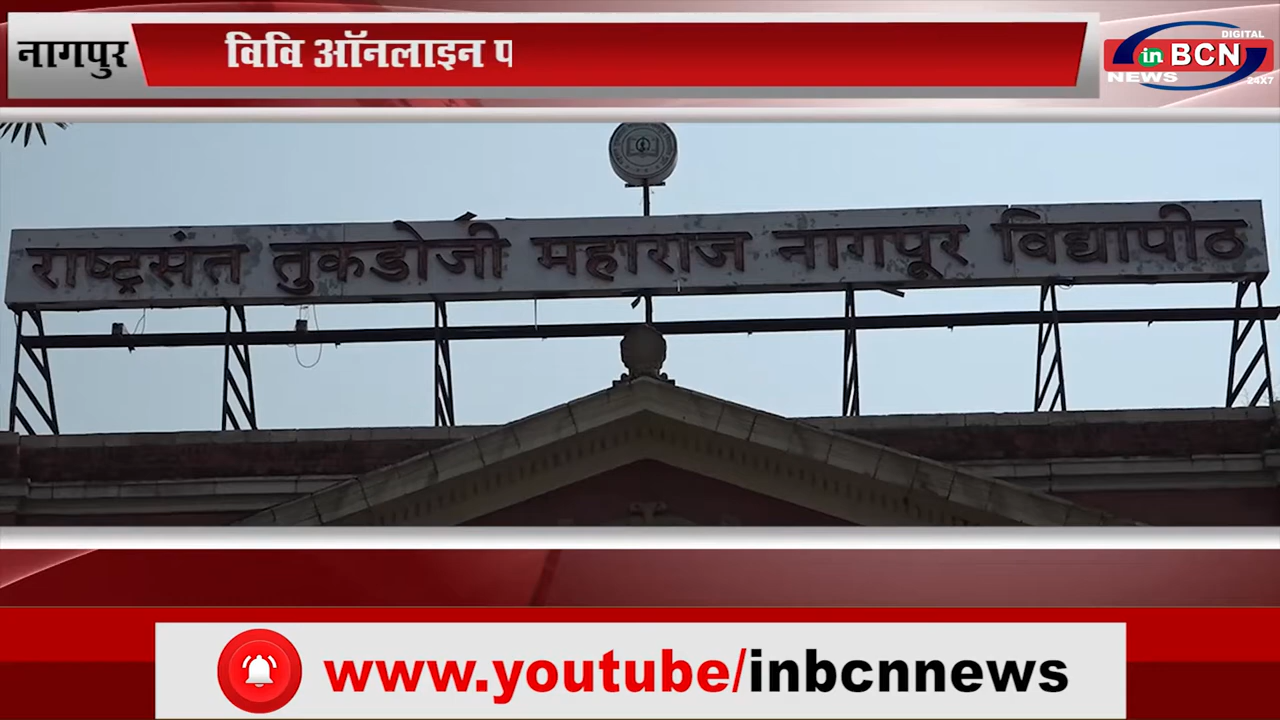 नागपुर
विवि ऑनलाइन प
DIGITAL
in BCN
NEWS 24X7
राष्ट्रसंत तुकडोजी महाराज नागपूर विद्यापीठ
www.youtube/inbcnnews